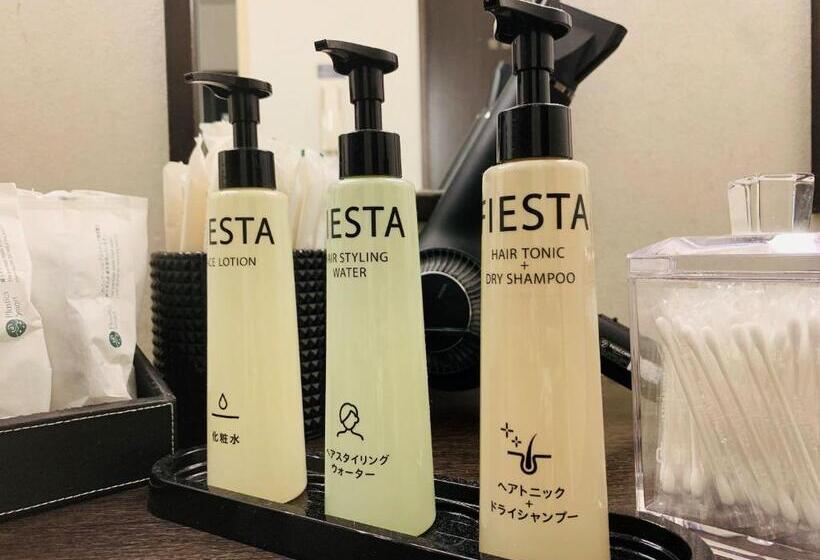 ESTA
CE LOTION
化粧水
IESTA
AIR STYLING
WATER
ヘアスタイリング
ウォーター
FIESTA
HAIR TONIC
+
DRY SHAMPOO
ヘアトニック
+
ドライシャンプー